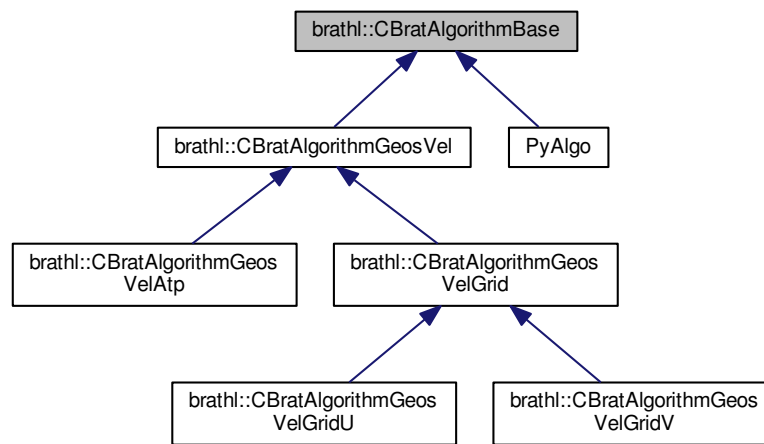 brathl::CBratAlgorithmBase
brathl::CBratAlgorithmGeosVel
PyAlgo
brathl::CBratAlgorithmGeos
VelAtp
brathl::CBratAlgorithmGeos
VelGrid
brathl::CBratAlgorithmGeos
VelGridU
brathl::CBratAlgorithmGeos
VelGridV